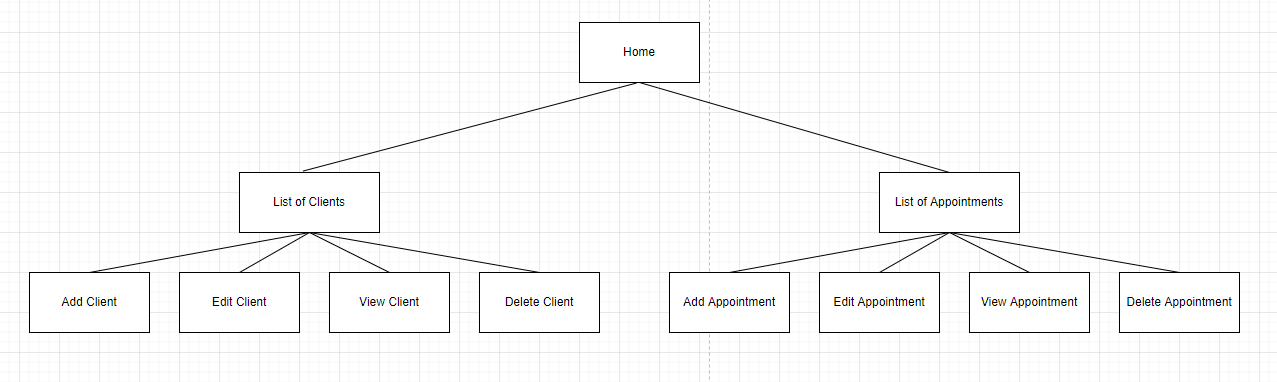 Home
List of Clients
List of Appointments
Add Client
Edit Client
View Client
Delete Client
Add Appointment
Edit Appointment
View Appointment
Delete Appointment